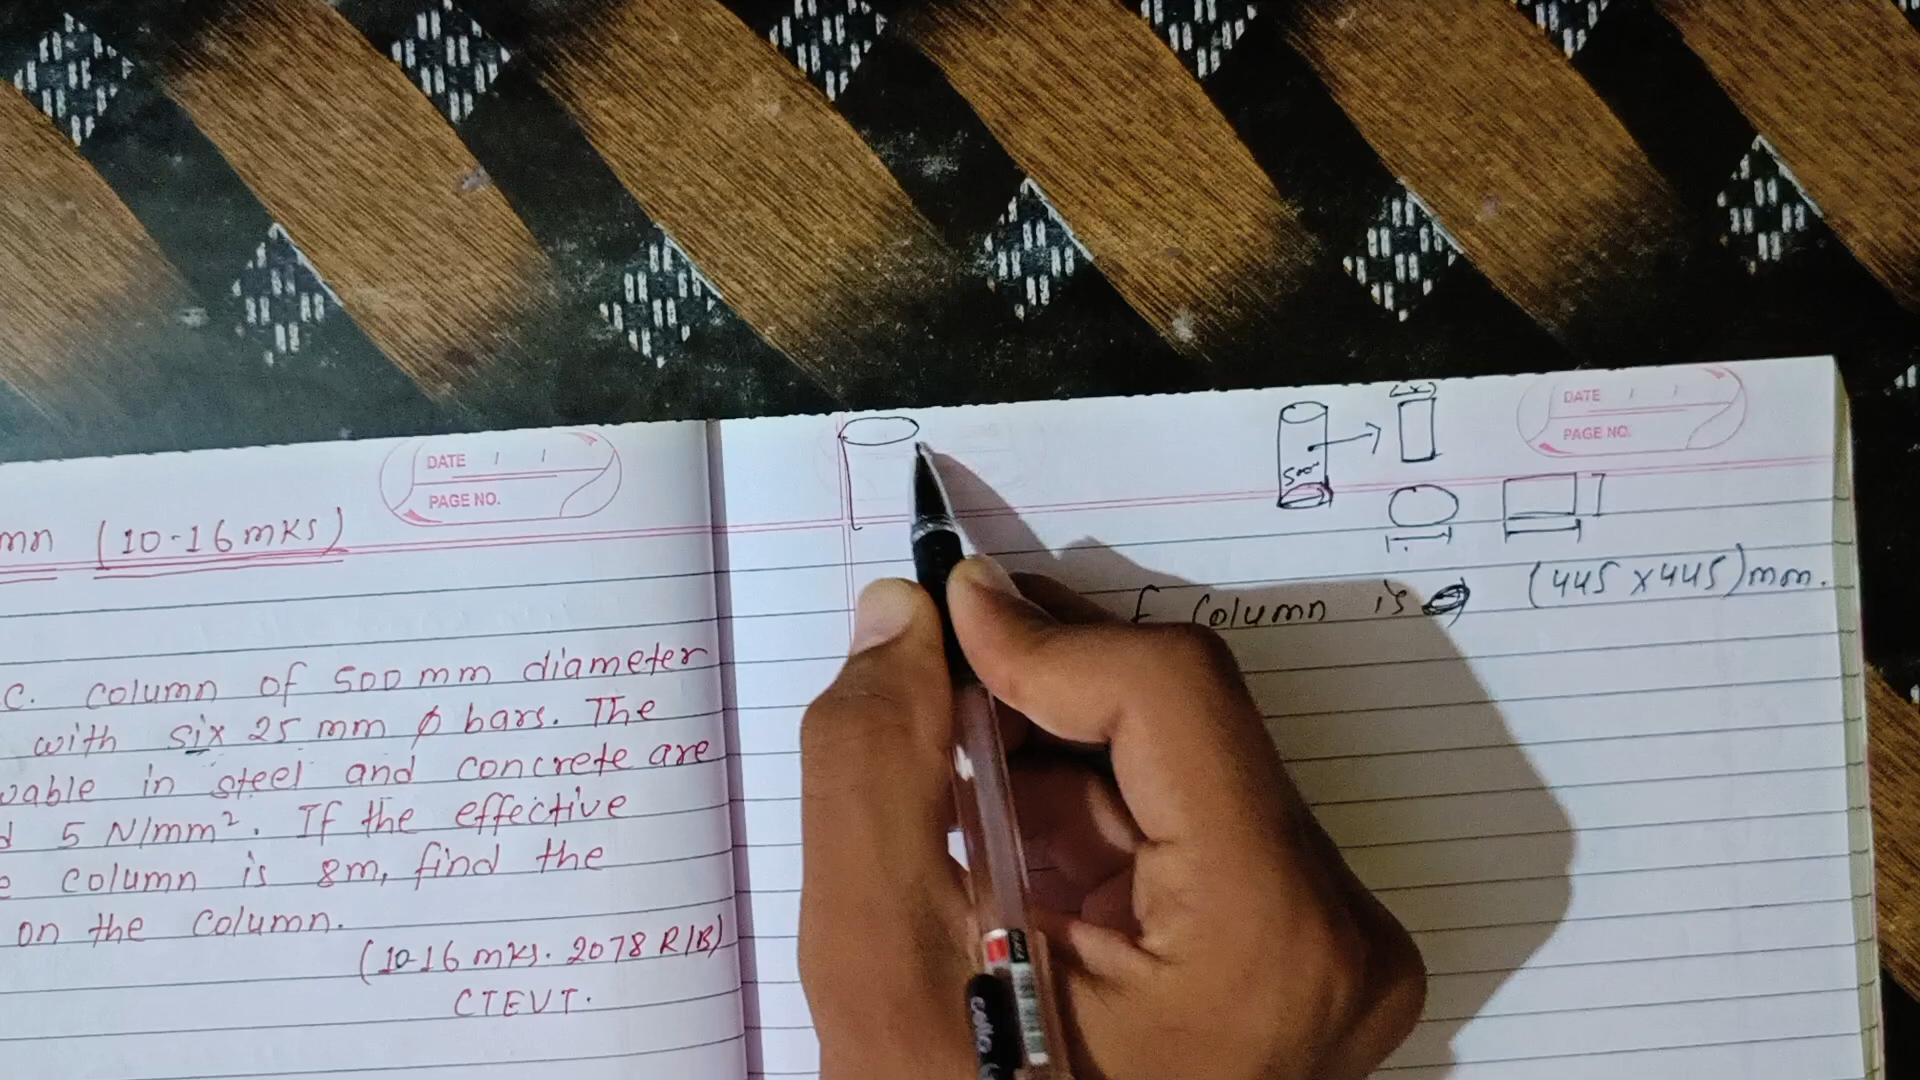 DATE / /
PAGE NO.
mn (10-16 mks)
C. column of 500 mm diameter
with six 25 mm ϕ bars. The
vable in steel and concrete are
d 5 N/mm². If the effective
e column is 8m, find the
on the column.
(10-16 mks. 2078 R/B)
CTEVT.
DATE / /
PAGE NO.
500
f column is (445 x 445) mm.
cello